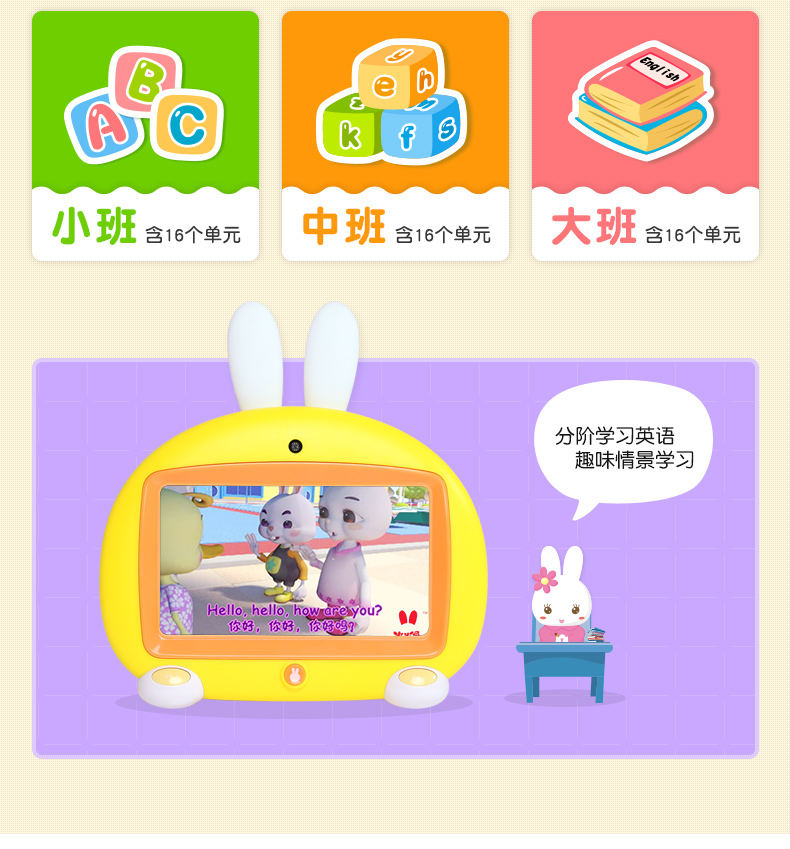 A B C
y
e n
z m
k f s
English
小班 含16个单元
中班 含16个单元
大班 含16个单元
分阶学习英语
趣味情景学习
Hello, hello, how are you?
你好，你好，你好吗?